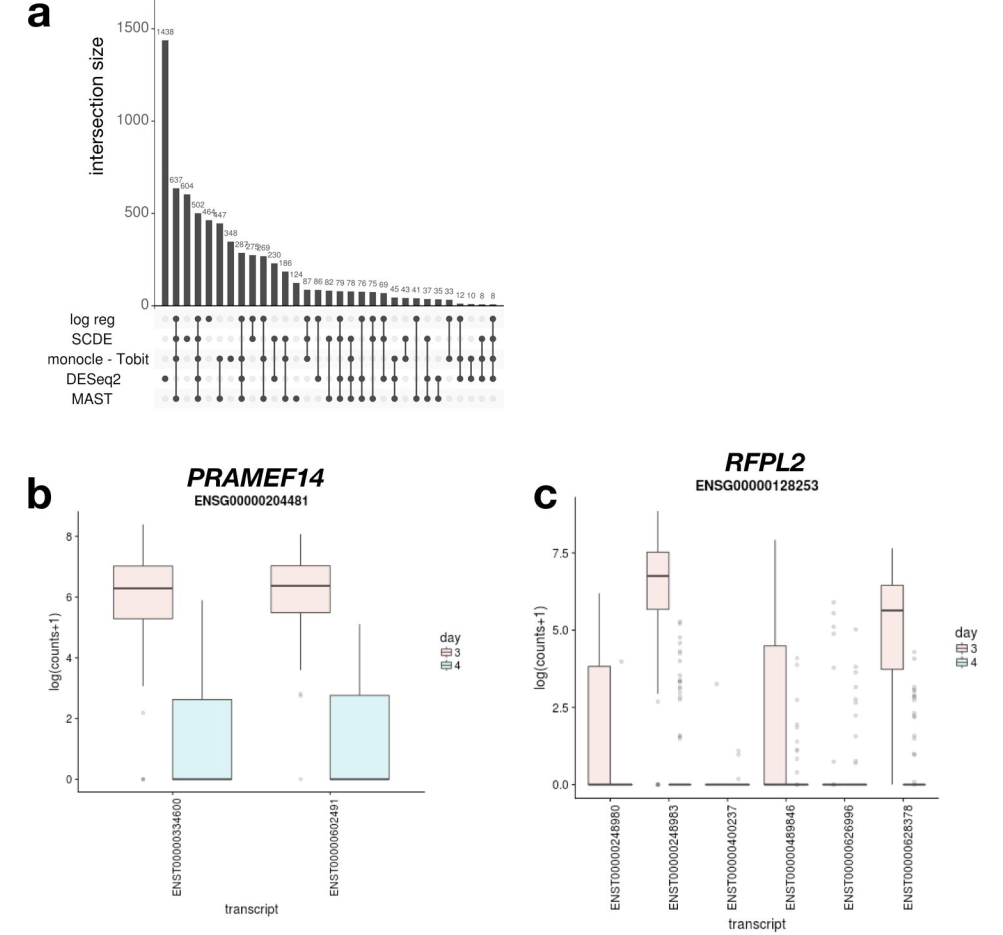 a
intersection size
1500
1000
500
0
1438
637
604
502
464
447
348
287
275
269
230
186
124
87 86 82 79 78 76 75 69
45 43 41 37 35 33
12 10 8 8
log reg
SCDE
monocle - Tobit
DESeq2
MAST
b
PRAMEF14
ENSG00000204481
log(counts+1)
8
6
4
2
0
ENST00000334600
ENST00000602491
transcript
day
3
4
c
RFPL2
ENSG00000128253
log(counts+1)
7.5
5.0
2.5
0.0
ENST00000248980
ENST00000248983
ENST00000400237
ENST00000489846
ENST00000626996
ENST00000628378
transcript
day
3
4